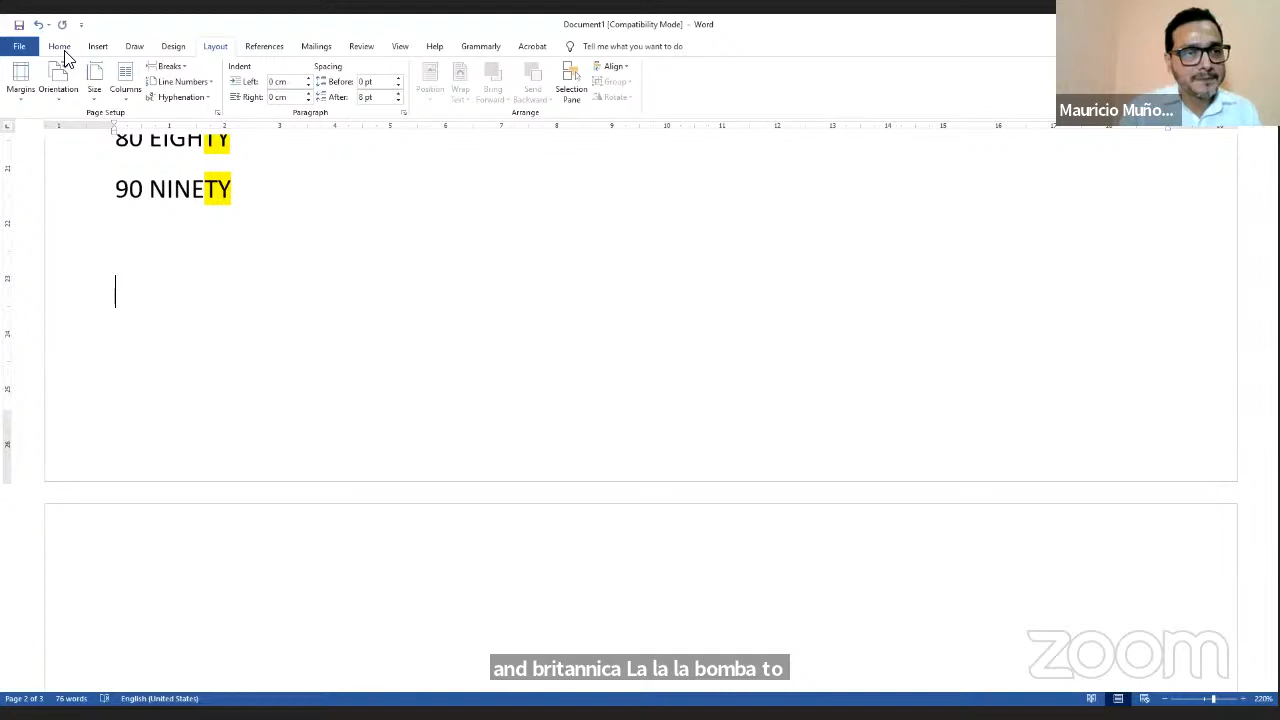 Document1 [Compatibility Mode] - Word
File Home Insert Draw Design Layout References Mailings Review View Help Grammarly Acrobat Tell me what you want to do
Margins Orientation Size Columns
Breaks
Line Numbers
Hyphenation
Page Setup
Indent
Left: 0 cm
Right: 0 cm
Spacing
Before: 0 pt
After: 8 pt
Paragraph
Position
Wrap Text
Bring Forward
Send Backward
Selection Pane
Align
Group
Rotate
Arrange
Mauricio Muño...
80 EIGHTY
90 NINETY
zoom
and britannica La la la bomba to
Page 2 of 3 76 words English (United States) 220%